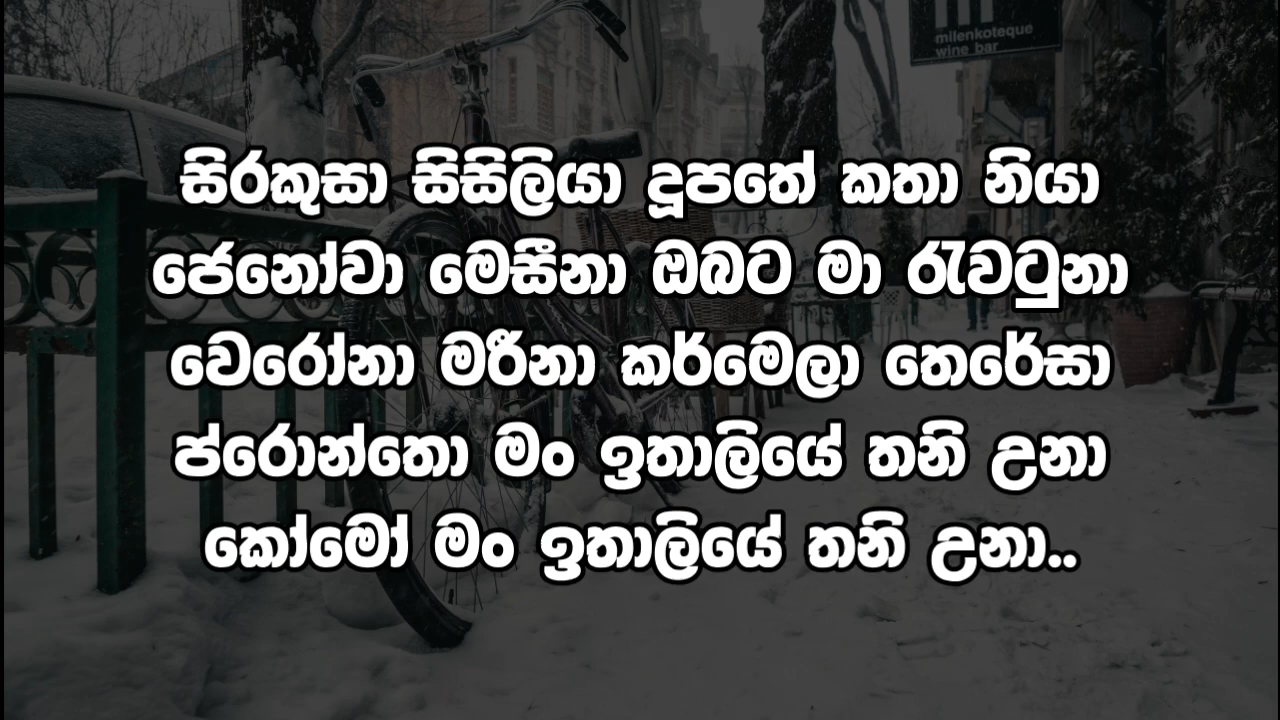 milenkoteque
wine bar
සිරකුසා සිසිලියා දූපතේ කතා නියා
ජෙනෝවා මෙසීනා ඔබට මා රැවටුනා
වෙරෝනා මරීනා කර්මෙලා තෙරේසා
ප්රොන්තො මං ඉතාලියේ තනි උනා
කෝමෝ මං ඉතාලියේ තනි උනා..